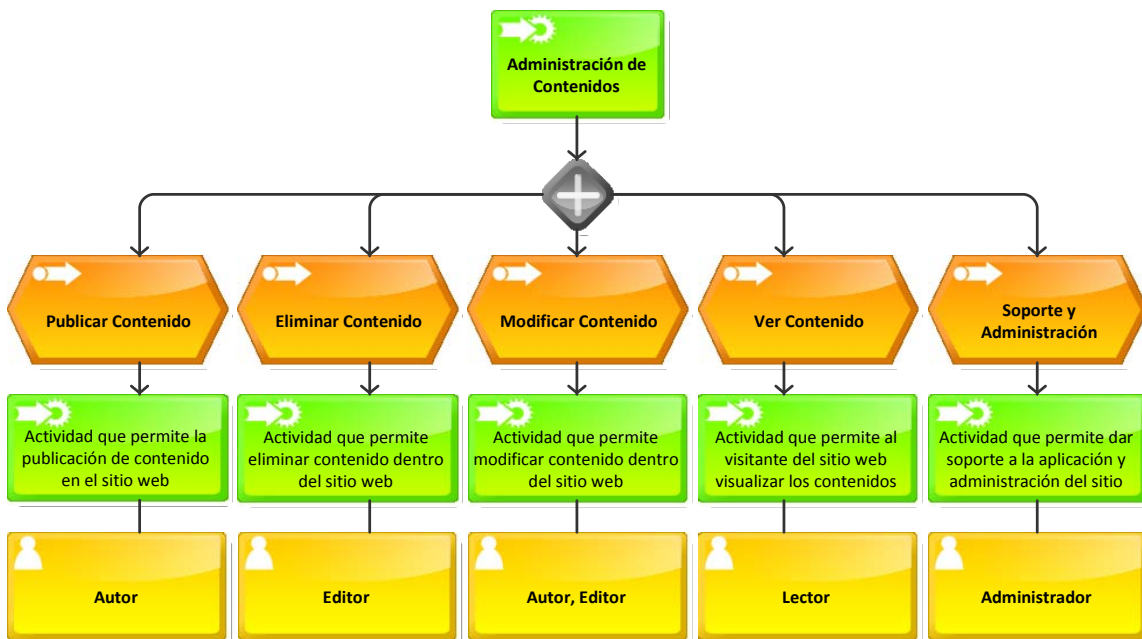 Administración de
Contenidos
Publicar Contenido
Eliminar Contenido
Modificar Contenido
Ver Contenido
Soporte y
Administración
Actividad que permite la
publicación de contenido
en el sitio web
Actividad que permite
eliminar contenido dentro
del sitio web
Actividad que permite
modificar contenido dentro
del sitio web
Actividad que permite al
visitante del sitio web
visualizar los contenidos
Actividad que permite dar
soporte a la aplicación y
administración del sitio
Autor
Editor
Autor, Editor
Lector
Administrador